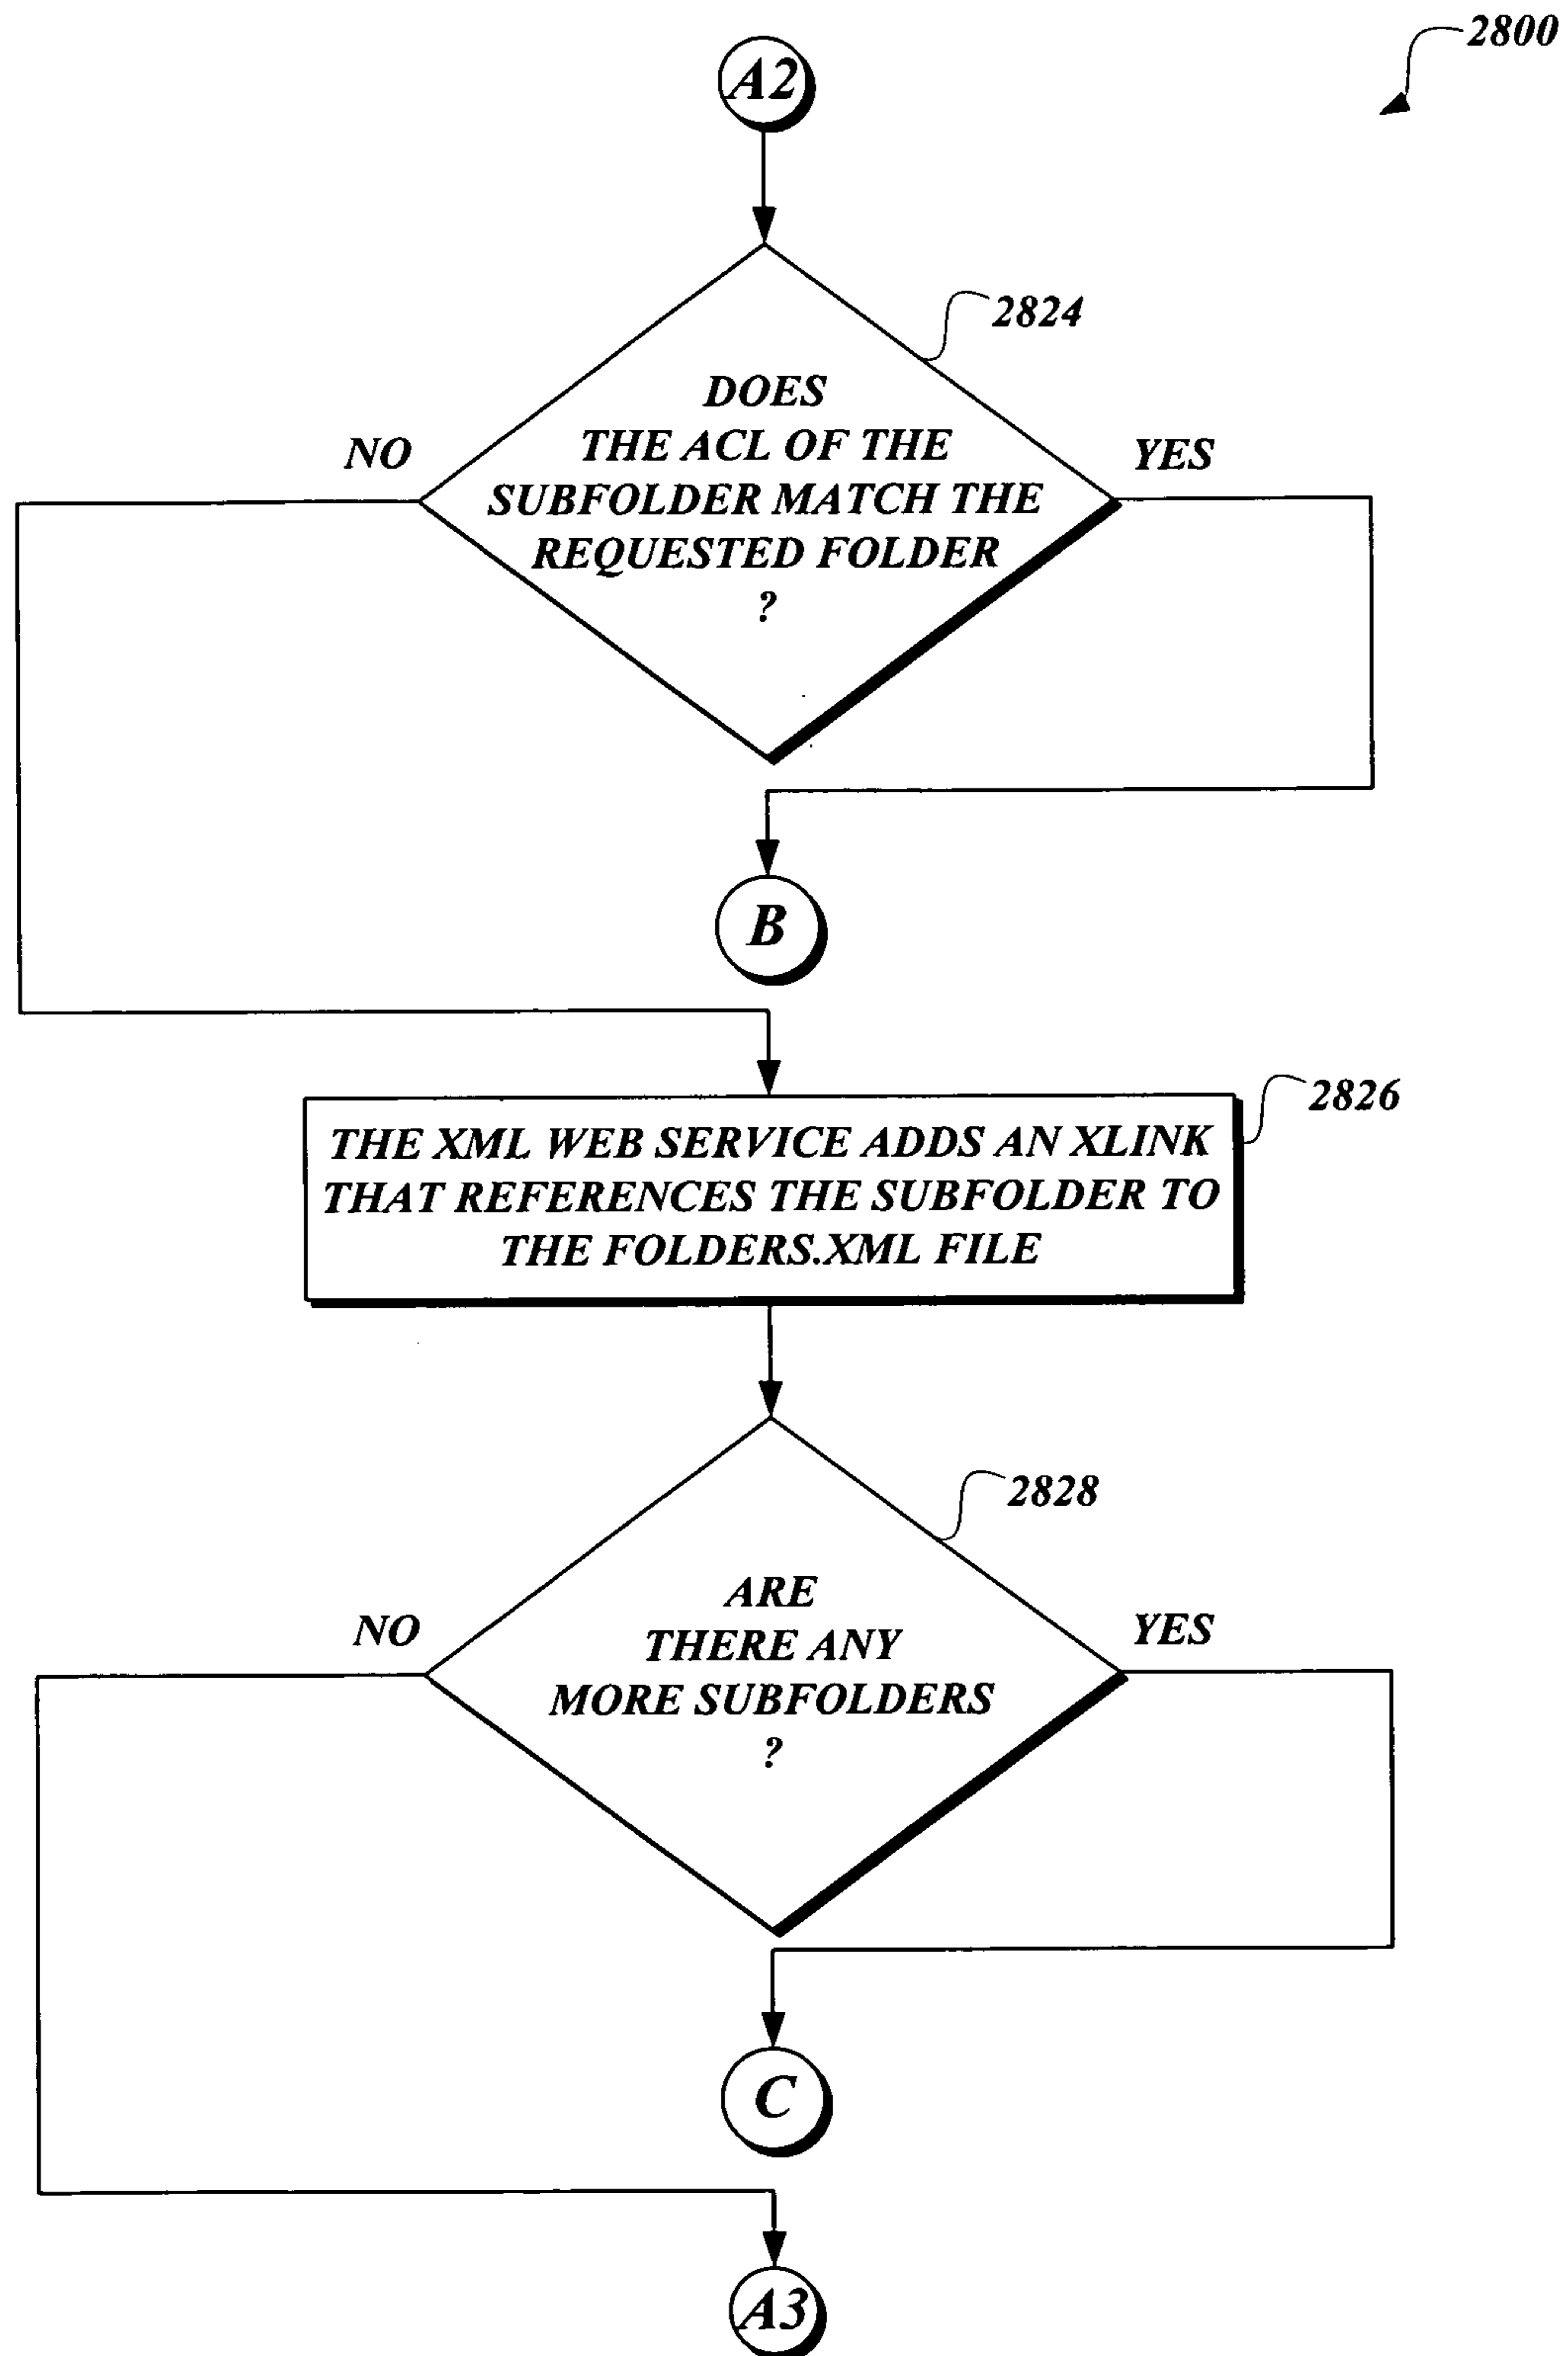 2800
A2
2824
DOES
THE ACL OF THE
SUBFOLDER MATCH THE
REQUESTED FOLDER
?
NO
YES
B
2826
THE XML WEB SERVICE ADDS AN XLINK
THAT REFERENCES THE SUBFOLDER TO
THE FOLDERS.XML FILE
2828
ARE
THERE ANY
MORE SUBFOLDERS
?
NO
YES
C
A3